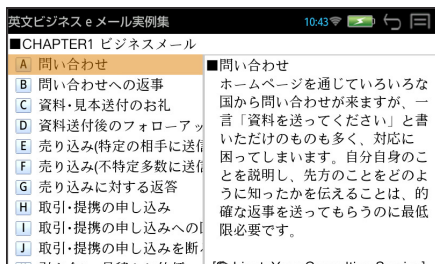 英文ビジネスeメール実例集
10:43
■CHAPTER1 ビジネスメール
A 問い合わせ
B 問い合わせへの返事
C 資料・見本送付のお礼
D 資料送付後のフォローアッ
E 売り込み(特定の相手に送信
F 売り込み(不特定多数に送信
G 売り込みに対する返答
H 取引・提携の申し込み
I 取引・提携の申し込みへの
J 取引・提携の申し込みを断
■問い合わせ
ホームページを通じていろいろな
国から問い合わせが来ますが、一
言「資料を送ってください」と書
いただけのものも多く、対応に
困ってしまいます。自分自身のこ
とを説明し、先方のことをどのよ
うに知ったかを伝えることは、的
確な返事を送ってもらうのに最低
限必要です。